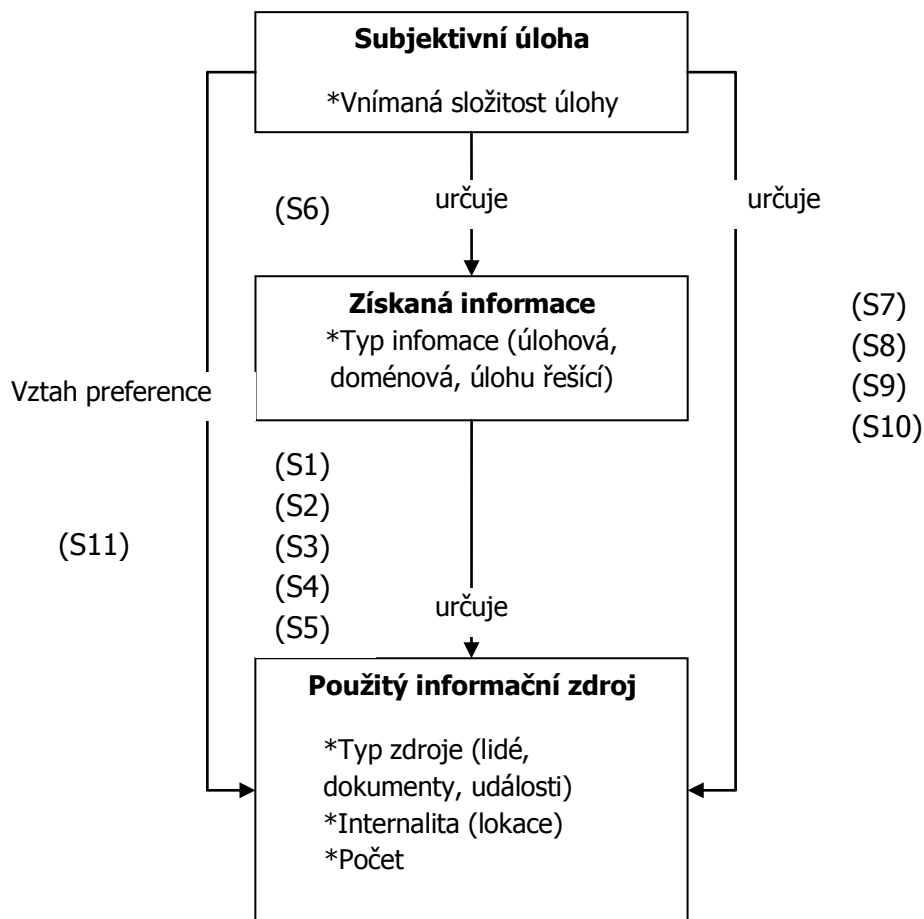 Subjektivní úloha
*Vnímaná složitost úlohy
(S6)
určuje
určuje
Získaná informace
*Typ infomace (úlohová,
doménová, úlohu řešící)
(S7)
(S8)
(S9)
(S10)
Vztah preference
(S11)
(S1)
(S2)
(S3)
(S4)
(S5)
určuje
Použitý informační zdroj
*Typ zdroje (lidé,
dokumenty, události)
*Internalita (lokace)
*Počet